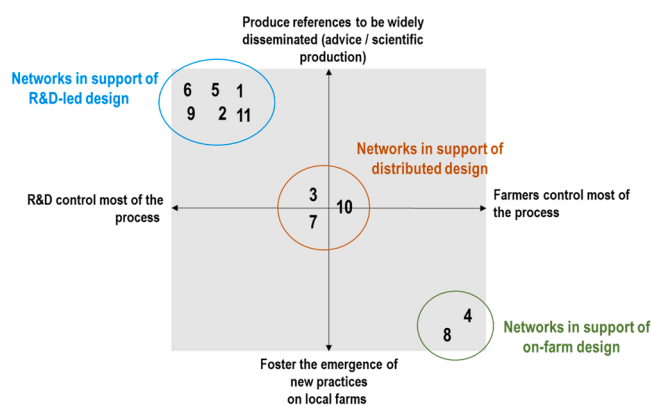 Produce references to be widely
disseminated (advice / scientific
production)
Networks in support of
R&D-led design
6 5 1
9 2 11
Networks in support of
distributed design
R&D control most of the
process
3
10
7
Farmers control most of
the process
4
8
Networks in support of
on-farm design
Foster the emergence of
new practices
on local farms